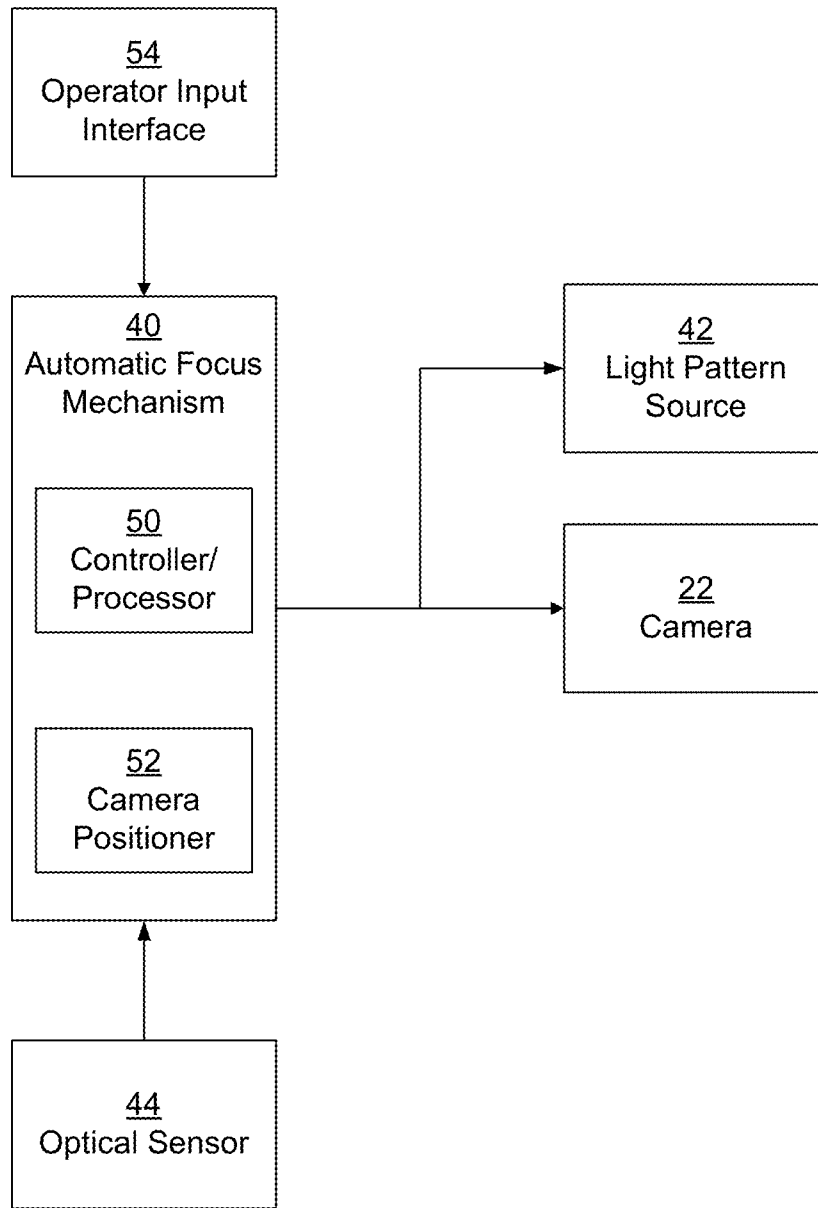 54
Operator Input
Interface
40
Automatic Focus
Mechanism
50
Controller/
Processor
52
Camera
Positioner
44
Optical Sensor
42
Light Pattern
Source
22
Camera